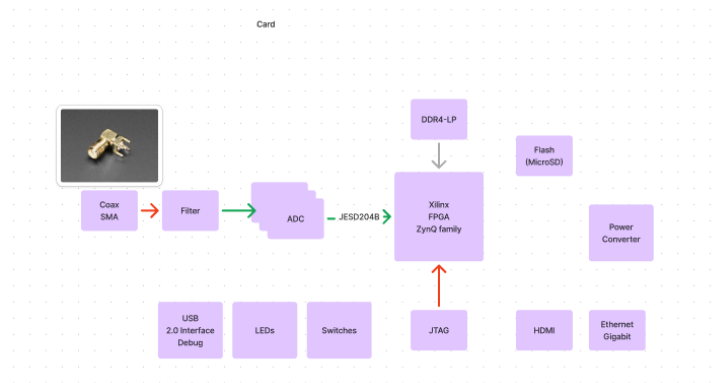 Card
DDR4-LP
Flash
(MicroSD)
Coax
SMA
Filter
ADC
JESD204B
Xilinx
FPGA
ZynQ family
Power
Converter
USB
2.0 Interface
Debug
LEDs
Switches
JTAG
HDMI
Ethernet
Gigabit